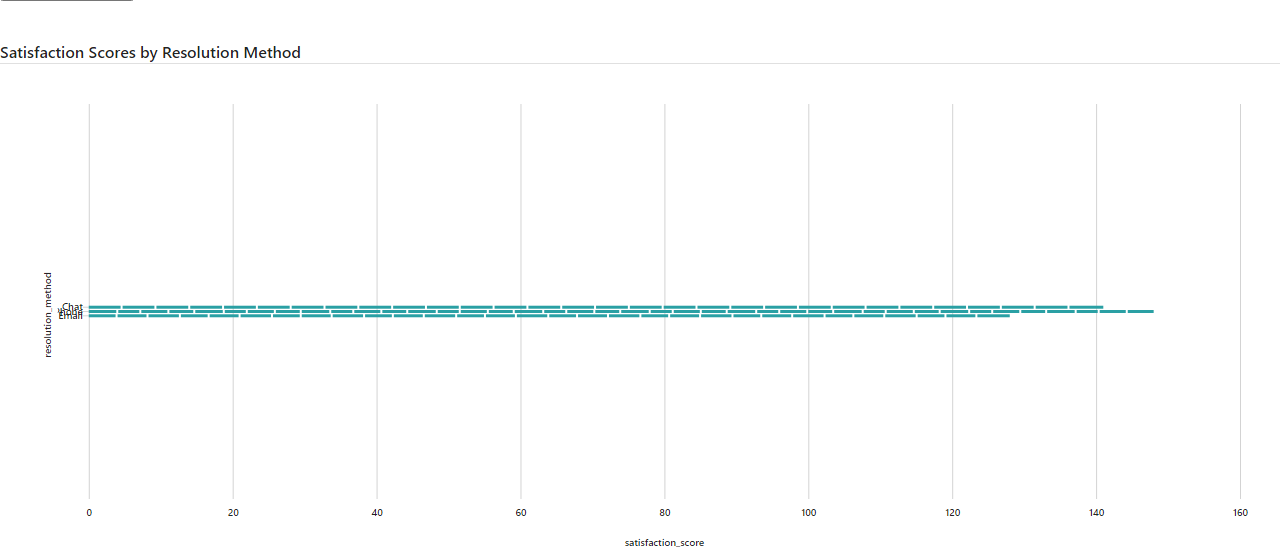 Satisfaction Scores by Resolution Method
resolution_method
Chat
Email
0 20 40 60 80 100 120 140 160
satisfaction_score